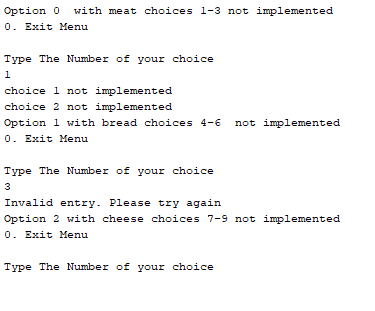 Option 0  with meat choices 1-3 not implemented
0. Exit Menu
Type The Number of your choice
1
choice 1 not implemented
choice 2 not implemented
Option 1 with bread choices 4-6  not implemented
0. Exit Menu
Type The Number of your choice
3
Invalid entry. Please try again
Option 2 with cheese choices 7-9 not implemented
0. Exit Menu
Type The Number of your choice